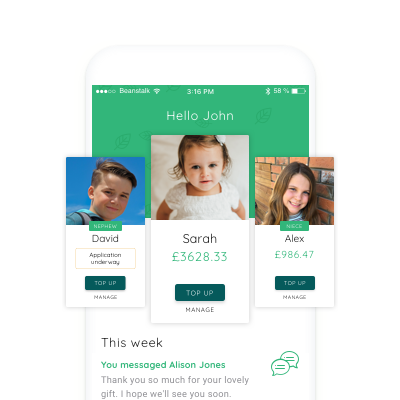 Beanstalk 3:16 PM 58 %
Hello John
NEPHEW
David
Application
underway
TOP UP
MANAGE
Sarah
£3628.33
TOP UP
MANAGE
NIECE
Alex
£986.47
TOP UP
MANAGE
This week
You messaged Alison Jones
Thank you so much for your lovely
gift. I hope we'll see you soon.